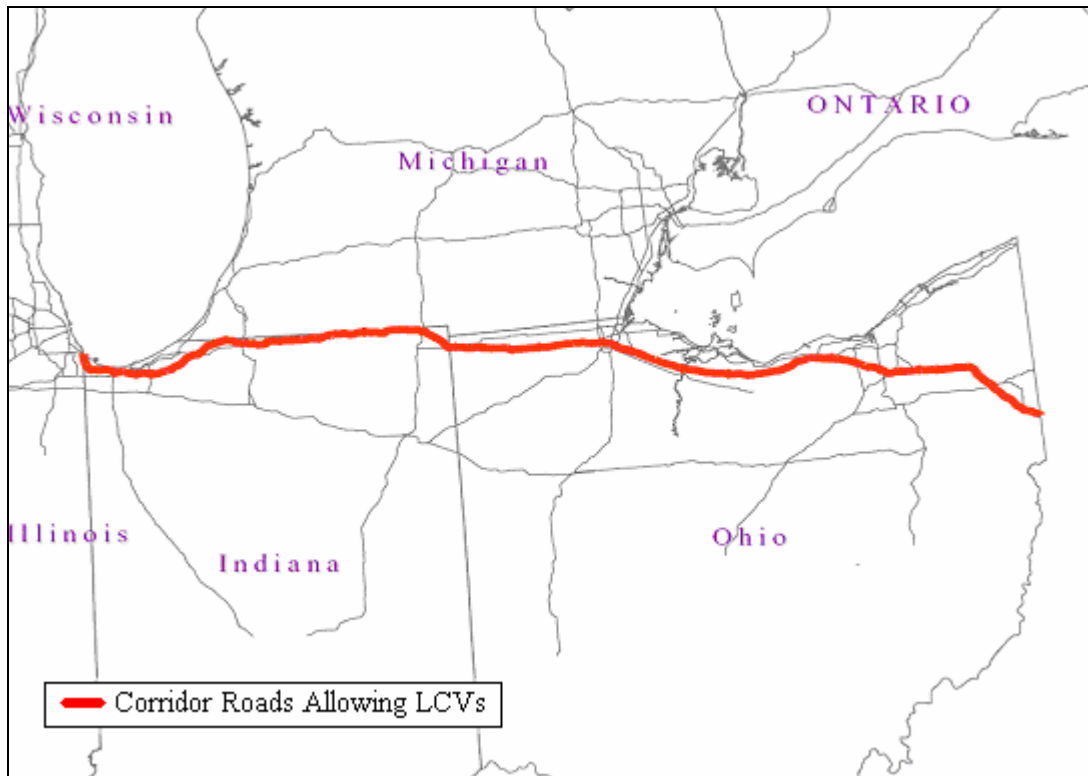 Wisconsin
ONTARIO
Michigan
Illinois
Indiana
Ohio
Corridor Roads Allowing LCVs